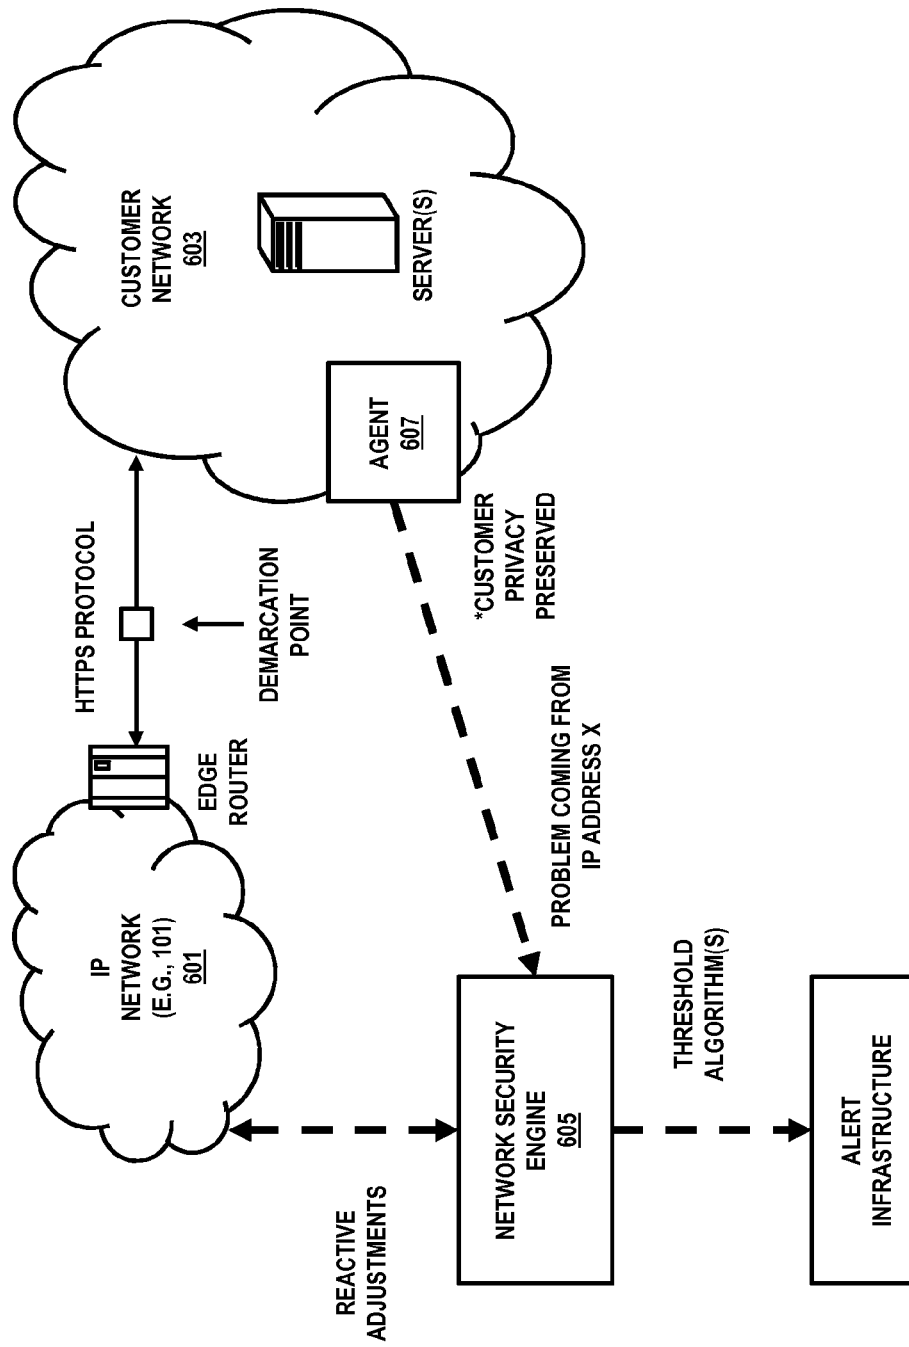 IP
NETWORK
(E.G., 101)
601
EDGE
ROUTER
HTTPS PROTOCOL
DEMARCATION
POINT
CUSTOMER
NETWORK
603
SERVER(S)
AGENT
607
*CUSTOMER
PRIVACY
PRESERVED
PROBLEM COMING FROM
IP ADDRESS X
REACTIVE
ADJUSTMENTS
NETWORK SECURITY
ENGINE
605
THRESHOLD
ALGORITHM(S)
ALERT
INFRASTRUCTURE